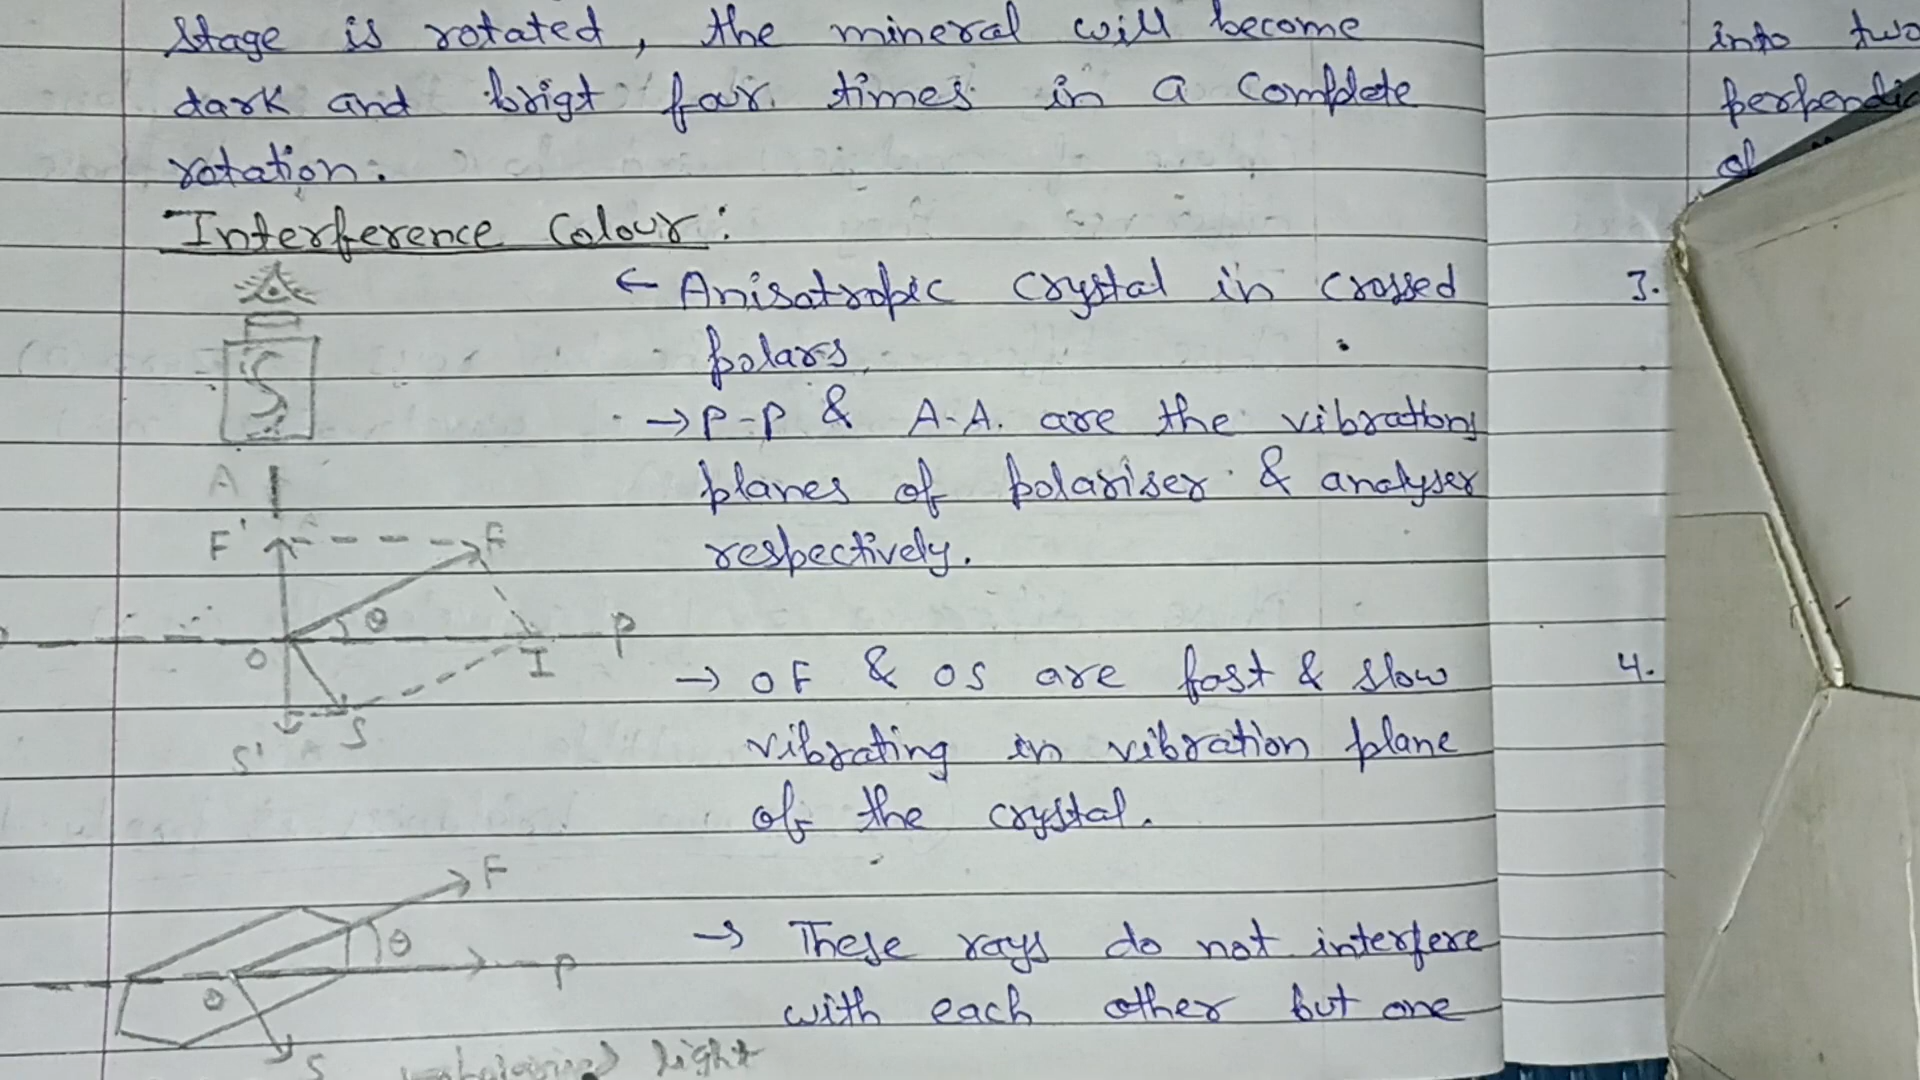 stage is rotated, the mineral will become
dark and brigt four times in a complete
rotation.
Interference Colour:
← Anisotropic crystal in crossed
polars
→ P-P & A-A. are the vibrations
planes of polariser & analyser
respectively.
→ OF & OS are fast & slow
vibrating in vibration plane
of the crystal.
→ These rays do not interfere
with each other but one
A
F' F
θ
O I P
S' S
F
θ
O P
S
light
into two
of
3.
4.